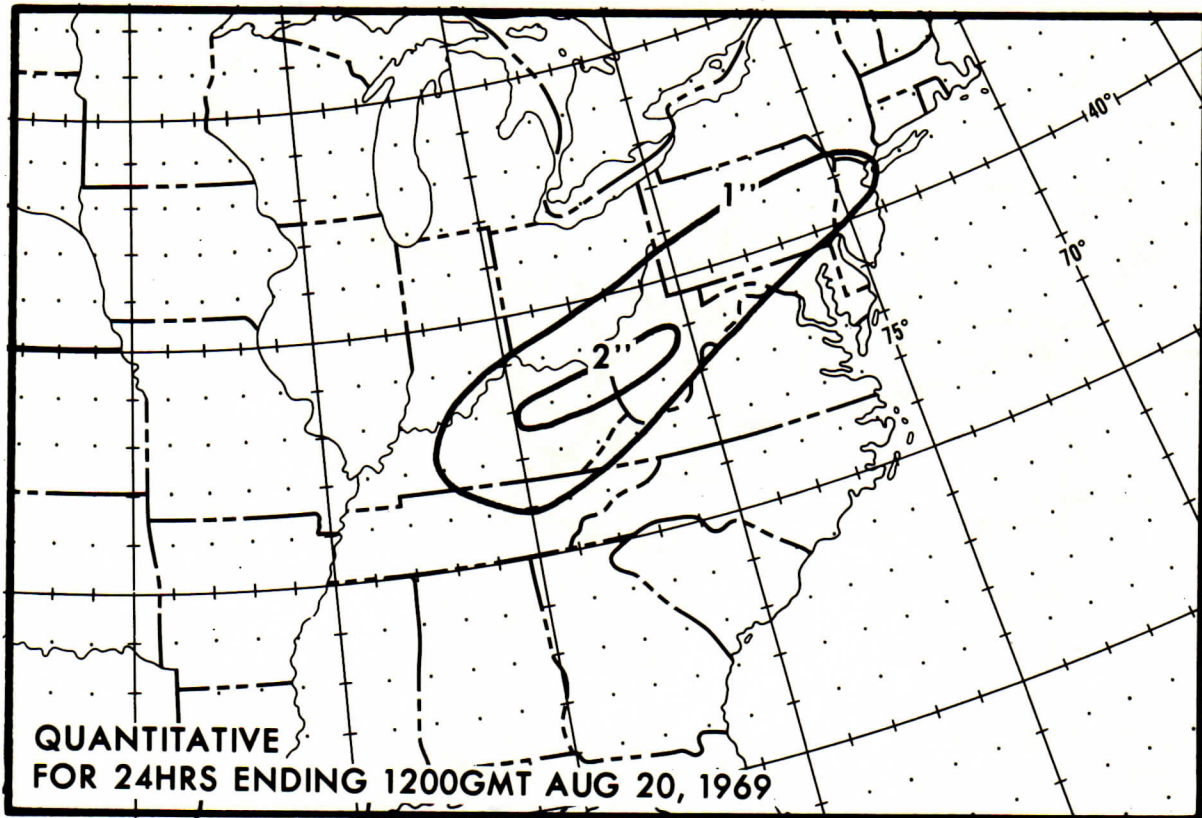 40°
1''
70°
75°
2''
QUANTITATIVE
FOR 24HRS ENDING 1200GMT AUG 20, 1969